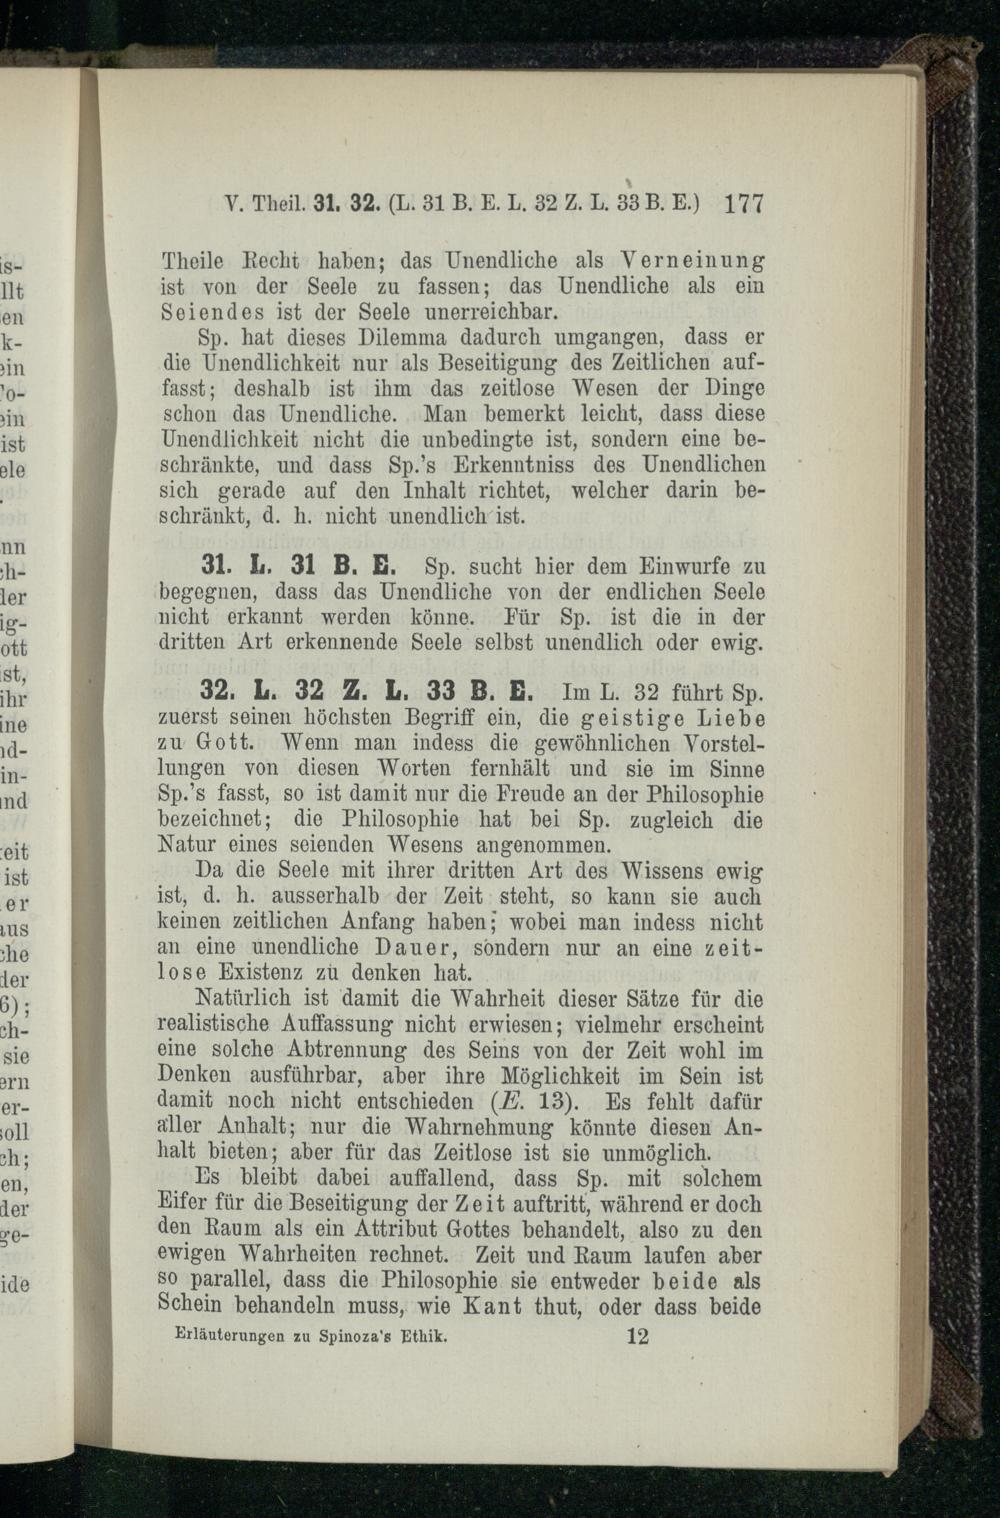 V. Theil. 31. 32. (L. 31 B. E. L. 32 Z. L. 33 B. E.) 177
Theile Recht haben; das Unendliche als Verneinung
ist von der Seele zu fassen; das Unendliche als ein
Seiendes ist der Seele unerreichbar.
Sp. hat dieses Dilemma dadurch umgangen, dass er
die Unendlichkeit nur als Beseitigung des Zeitlichen auf-
fasst; deshalb ist ihm das zeitlose Wesen der Dinge
schon das Unendliche. Man bemerkt leicht, dass diese
Unendlichkeit nicht die unbedingte ist, sondern eine be-
schränkte, und dass Sp.'s Erkenntniss des Unendlichen
sich gerade auf den Inhalt richtet, welcher darin be-
schränkt, d. h. nicht unendlich ist.
31. L. 31 B. E. Sp. sucht hier dem Einwurfe zu
begegnen, dass das Unendliche von der endlichen Seele
nicht erkannt werden könne. Für Sp. ist die in der
dritten Art erkennende Seele selbst unendlich oder ewig.
32. L. 32 Z. L. 33 B. E. Im L. 32 führt Sp.
zuerst seinen höchsten Begriff ein, die geistige Liebe
zu Gott. Wenn man indess die gewöhnlichen Vorstel-
lungen von diesen Worten fernhält und sie im Sinne
Sp.'s fasst, so ist damit nur die Freude an der Philosophie
bezeichnet; die Philosophie hat bei Sp. zugleich die
Natur eines seienden Wesens angenommen.
Da die Seele mit ihrer dritten Art des Wissens ewig
ist, d. h. ausserhalb der Zeit steht, so kann sie auch
keinen zeitlichen Anfang haben; wobei man indess nicht
an eine unendliche Dauer, sondern nur an eine zeit-
lose Existenz zu denken hat.
Natürlich ist damit die Wahrheit dieser Sätze für die
realistische Auffassung nicht erwiesen; vielmehr erscheint
eine solche Abtrennung des Seins von der Zeit wohl im
Denken ausführbar, aber ihre Möglichkeit im Sein ist
damit noch nicht entschieden (E. 13). Es fehlt dafür
aller Anhalt; nur die Wahrnehmung könnte diesen An-
halt bieten; aber für das Zeitlose ist sie unmöglich.
Es bleibt dabei auffallend, dass Sp. mit solchem
Eifer für die Beseitigung der Zeit auftritt, während er doch
den Raum als ein Attribut Gottes behandelt, also zu den
ewigen Wahrheiten rechnet. Zeit und Raum laufen aber
so parallel, dass die Philosophie sie entweder beide als
Schein behandeln muss, wie Kant thut, oder dass beide
Erläuterungen zu Spinoza's Ethik. 12